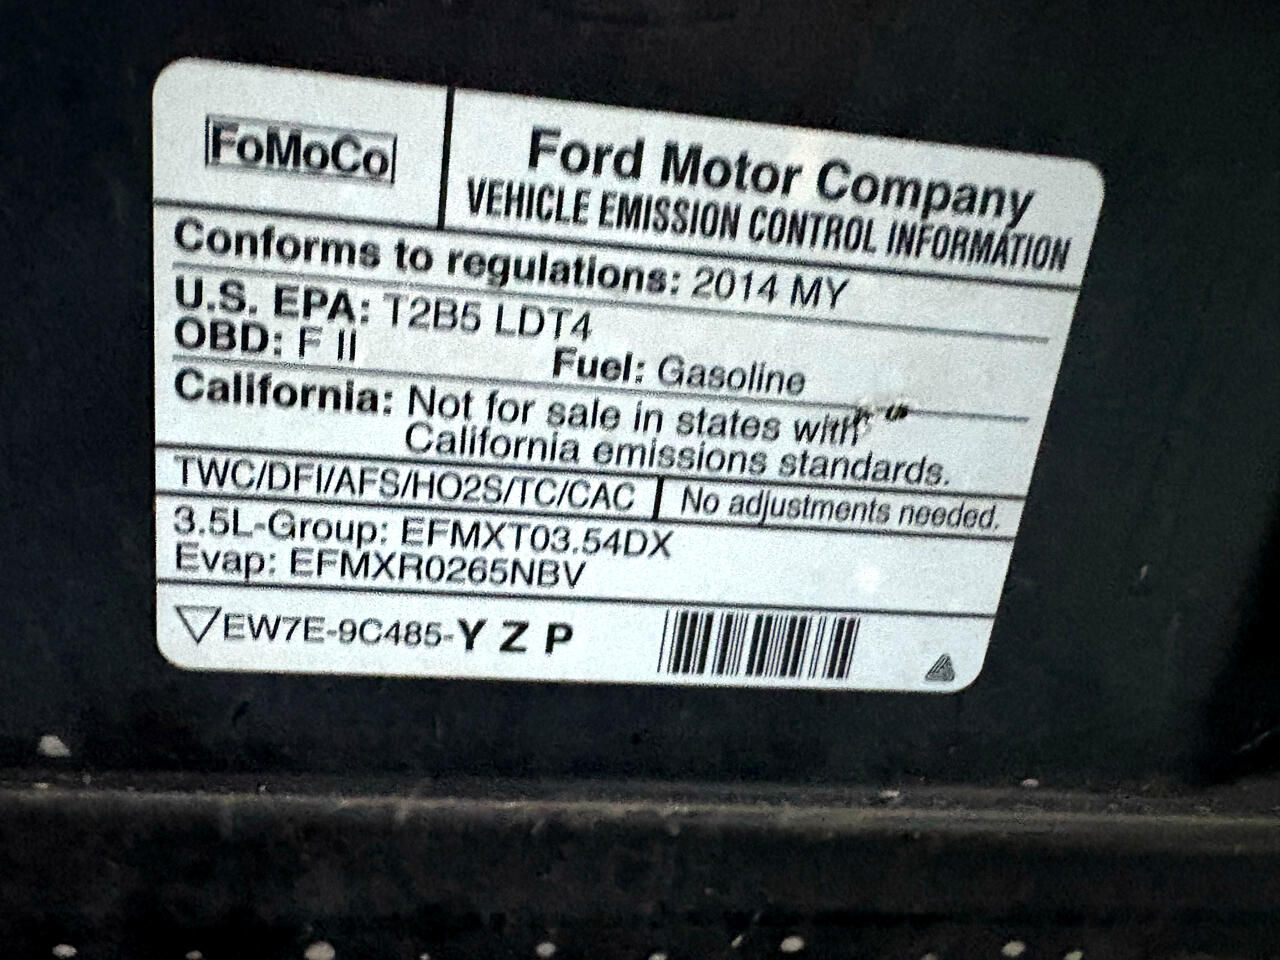 FoMoCo
Ford Motor Company
VEHICLE EMISSION CONTROL INFORMATION
Conforms to regulations: 2014 MY
U.S. EPA: T2B5 LDT4
OBD: F II Fuel: Gasoline
California: Not for sale in states with
California emissions standards.
TWC/DFI/AFS/HO2S/TC/CAC No adjustments needed.
3.5L-Group: EFMXT03.54DX
Evap: EFMXR0265NBV
EW7E-9C485-Y Z P